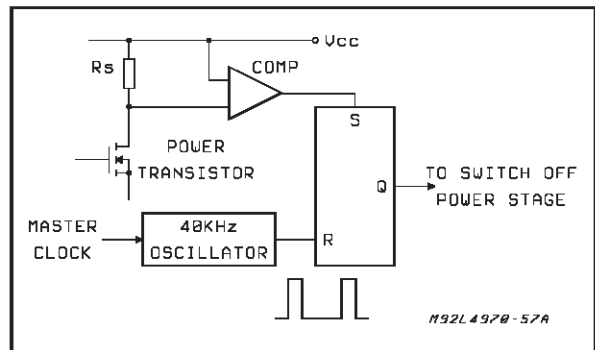 Vcc
Rs
COMP
S
POWER
TRANSISTOR
Q
TO SWITCH OFF
POWER STAGE
MASTER
CLOCK
40KHz
OSCILLATOR
R
M92L4970-57A